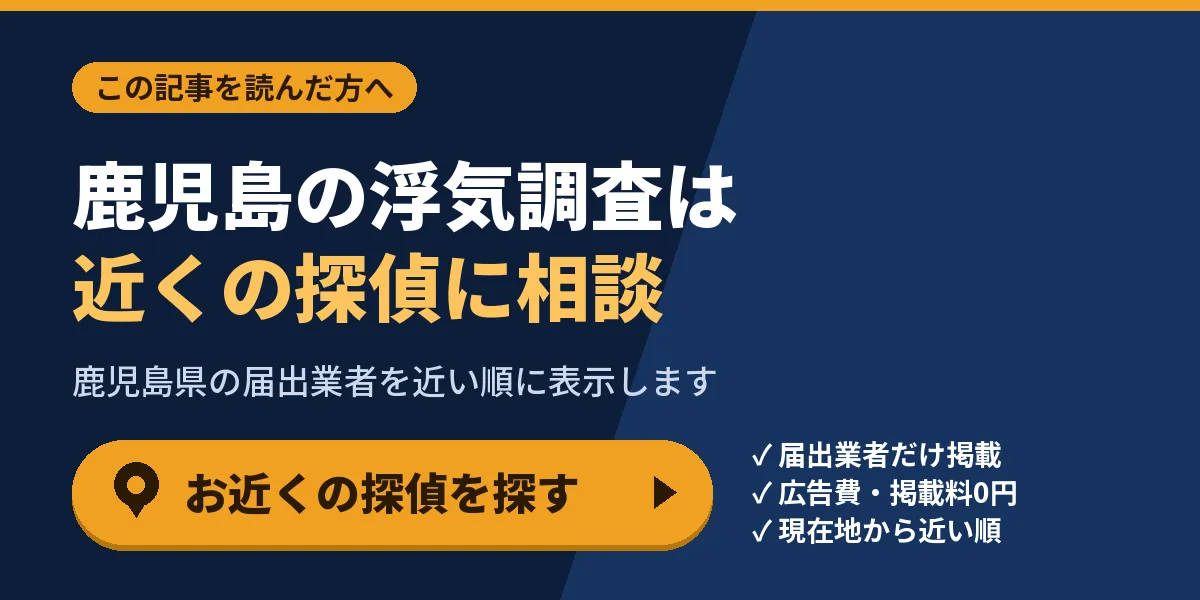 この記事を読んだ方へ
鹿児島の浮気調査は
近くの探偵に相談
鹿児島県の届出業者を近い順に表示します
お近くの探偵を探す
✓届出業者だけ掲載
✓広告費・掲載料0円
✓現在地から近い順